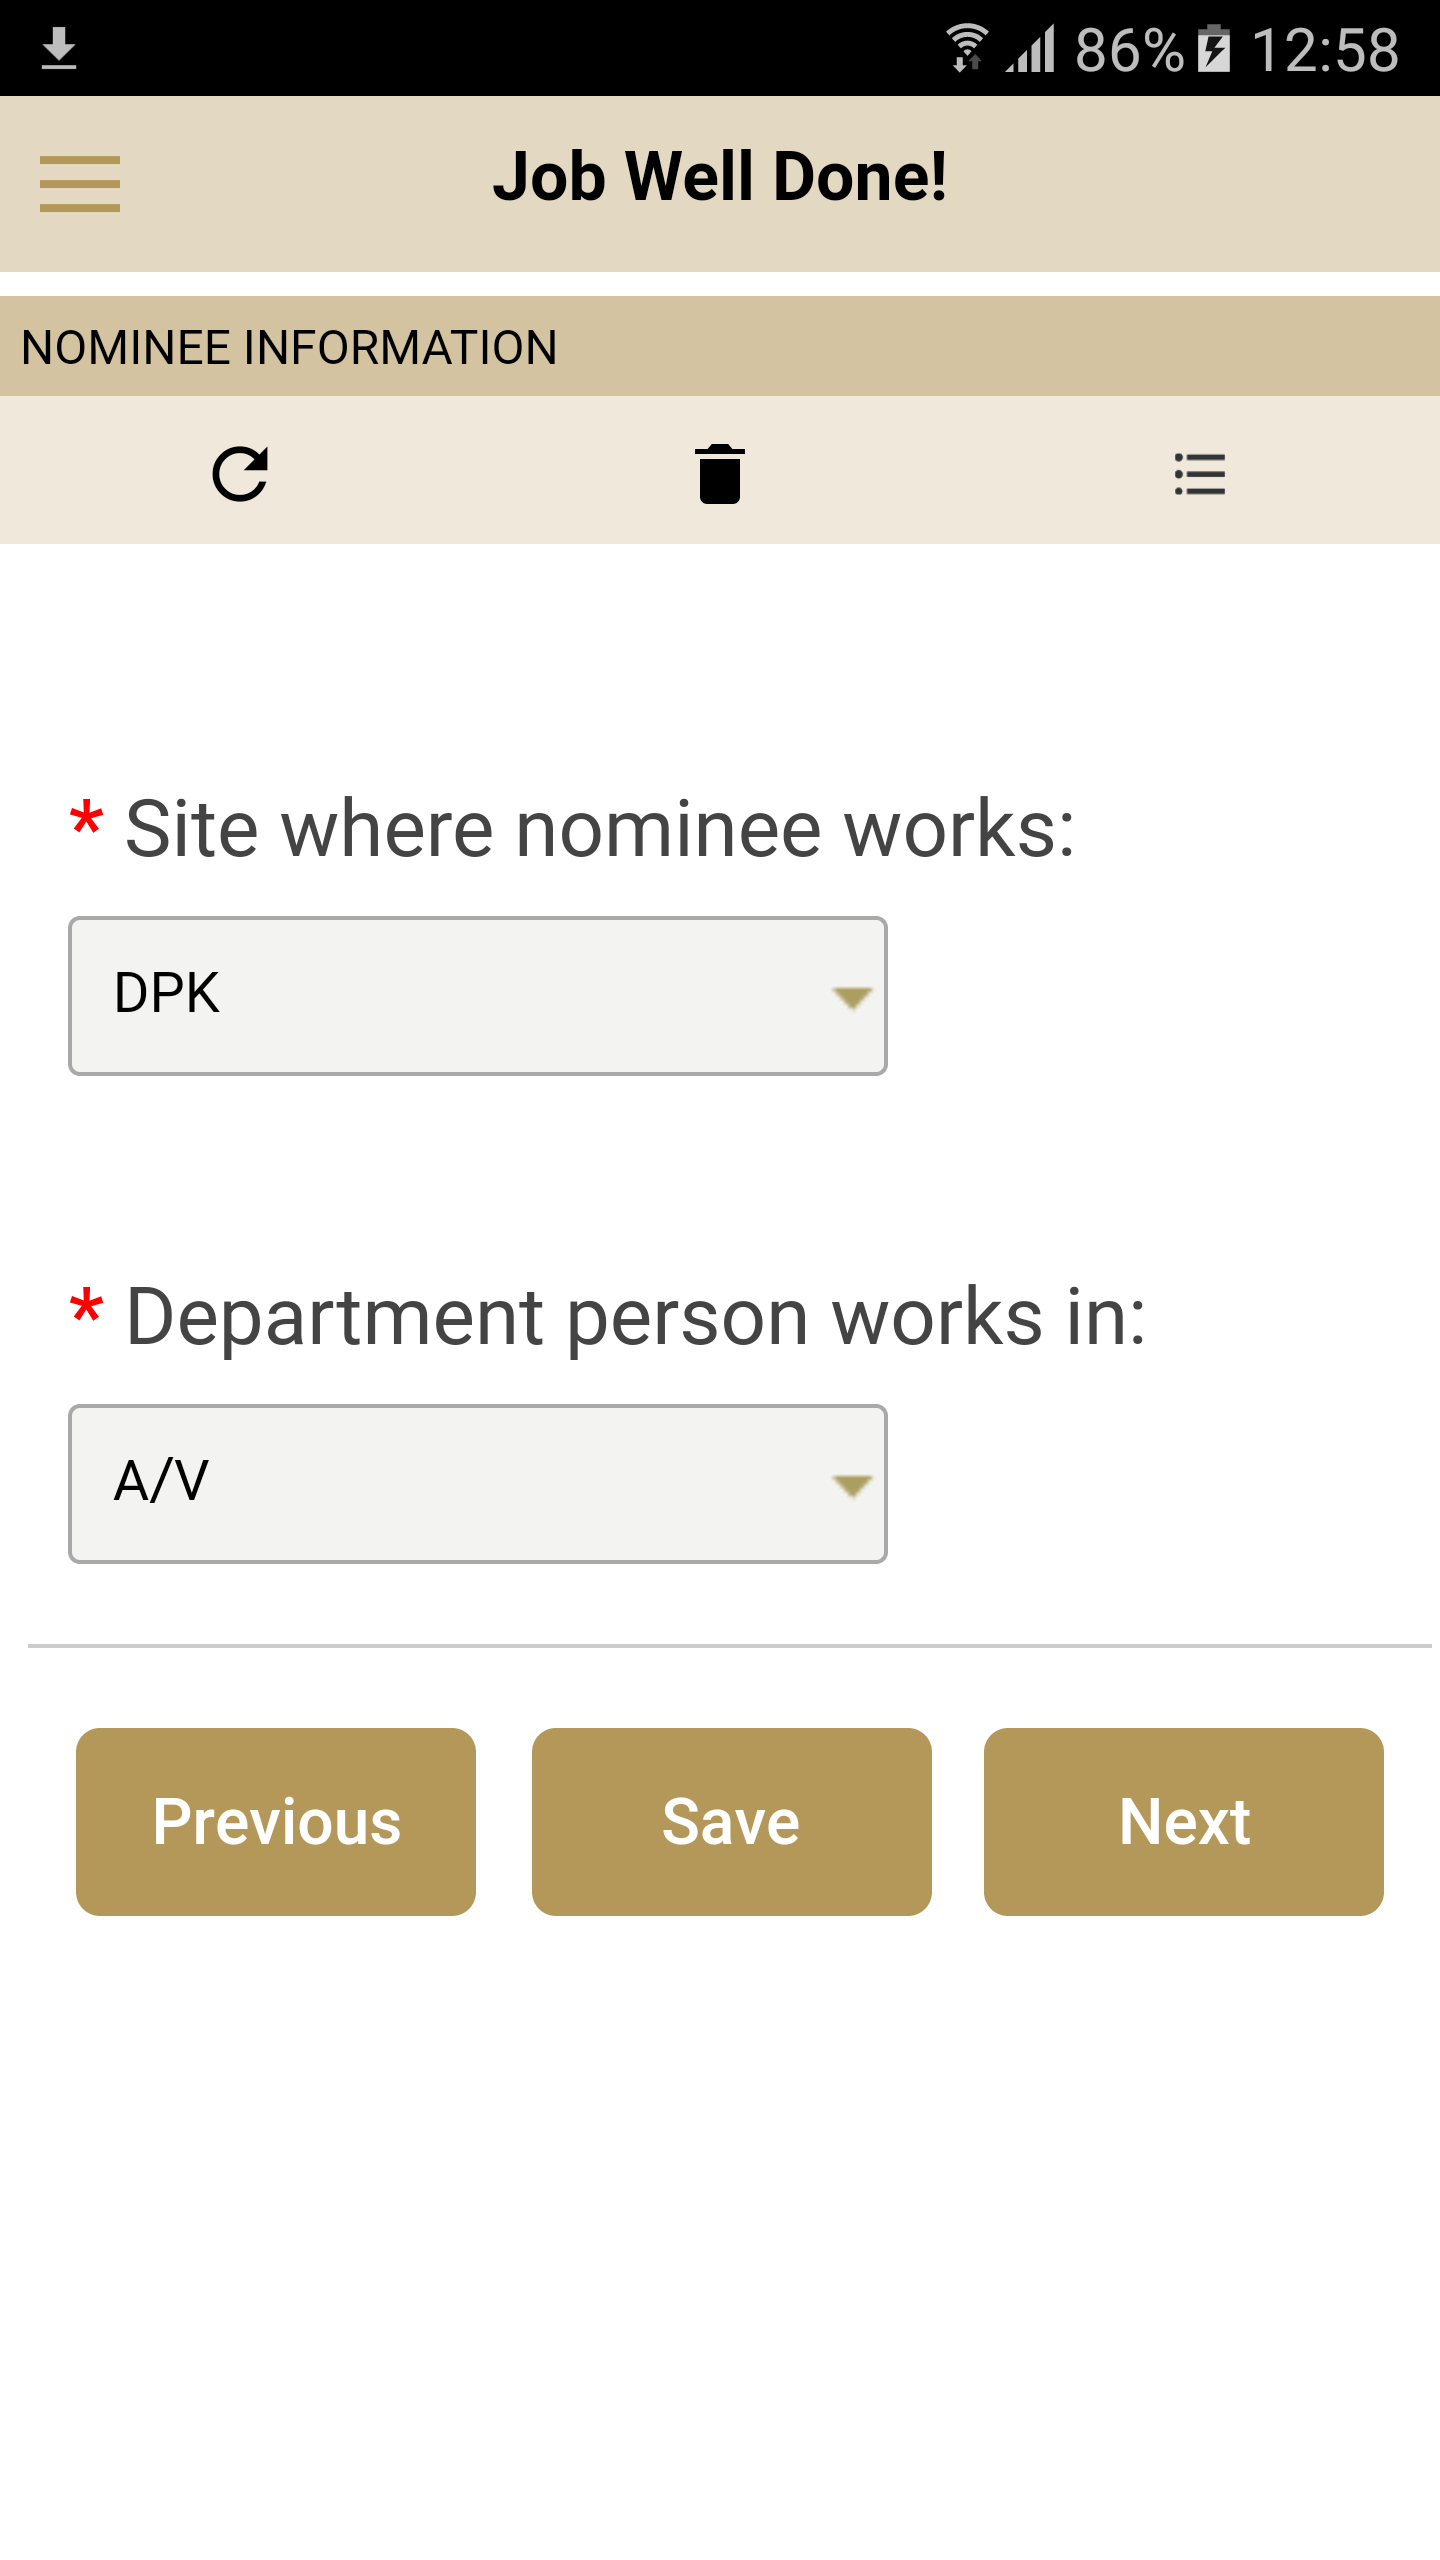 86% 12:58
Job Well Done!
NOMINEE INFORMATION
* Site where nominee works:
DPK
* Department person works in:
A/V
Previous Save Next